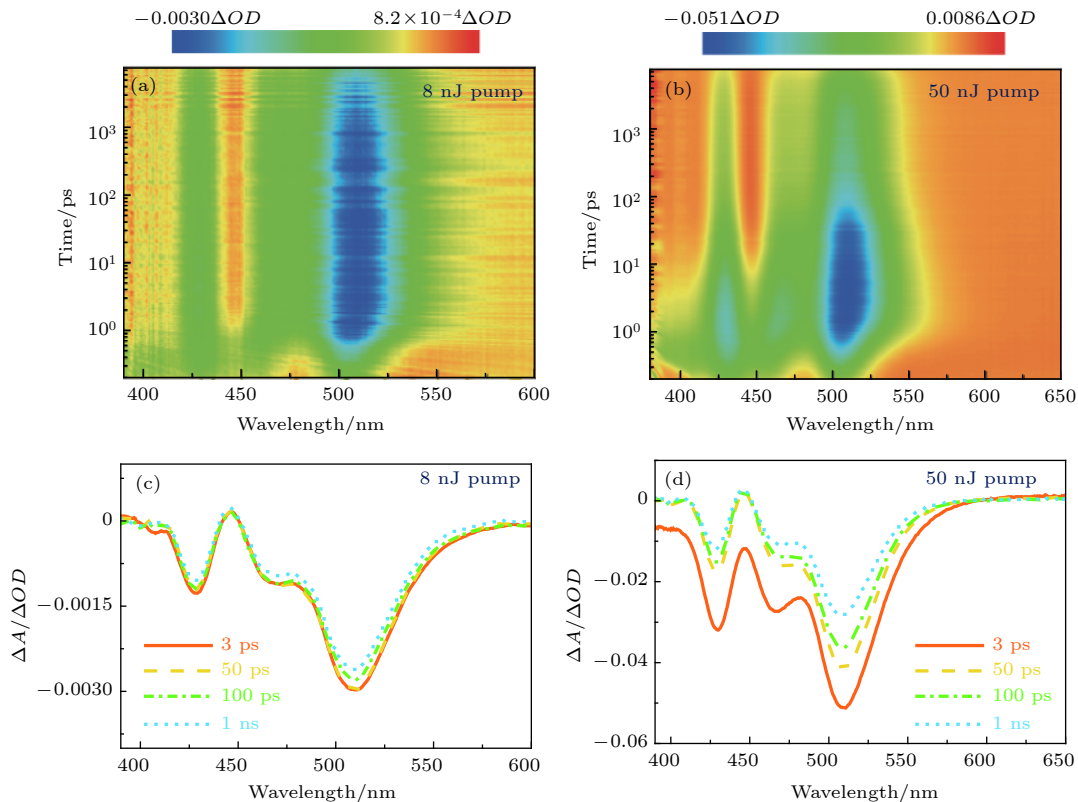 −0.0030ΔOD 8.2×10⁻⁴ΔOD
(a) 8 nJ pump
Time/ps
10³
10²
10¹
10⁰
400 450 500 550 600
Wavelength/nm
−0.051ΔOD 0.0086ΔOD
(b) 50 nJ pump
Time/ps
10³
10²
10¹
10⁰
400 450 500 550 600 650
Wavelength/nm
(c) 8 nJ pump
ΔA/ΔOD
0
−0.0015
−0.0030
3 ps
50 ps
100 ps
1 ns
400 450 500 550 600
Wavelength/nm
(d) 50 nJ pump
ΔA/ΔOD
0
−0.02
−0.04
−0.06
3 ps
50 ps
100 ps
1 ns
400 450 500 550 600 650
Wavelength/nm